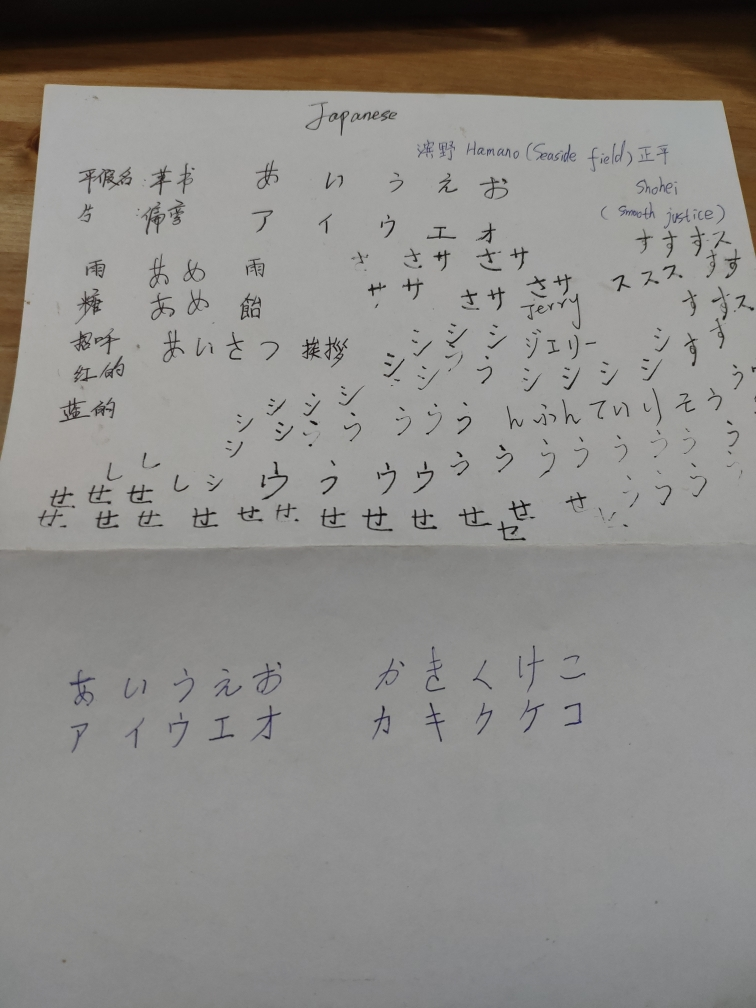 Japanese
滨野 Hamano (Seaside field) 正平
Shohei
(Smooth justice)
平假名:草书 あ い う え お
片:偏旁 ア イ ウ エ オ
すすすス
雨 あめ 雨 さ さサ さサ
スススすす
糖 あめ 飴 ササ さサ さサ
すすス
Jerry
招呼 あいさつ 挨拶 シシシ ジェリー シ す
红的 シシシうシシシシ す
蓝的 シシシ
シシううううう んふんていりそうう
しし
せせせしシ ウうウウううううううう
せせせせせせせせせせせせ
セ
あいうえお かきくけこ
アイウエオ カキクケコ